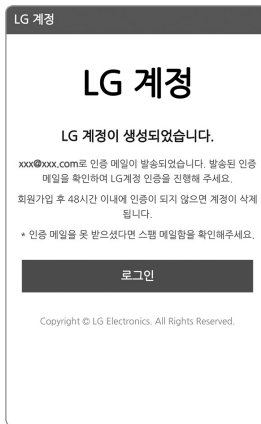 LG 계정
LG 계정
LG 계정이 생성되었습니다.
xxx@xxx.com로 인증 메일이 발송되었습니다. 발송된 인증
메일을 확인하여 LG계정 인증을 진행해 주세요.
회원가입 후 48시간 이내에 인증이 되지 않으면 계정이 삭제
됩니다.
* 인증 메일을 못 받으셨다면 스팸 메일함을 확인해주세요.
로그인
Copyright © LG Electronics. All Rights Reserved.